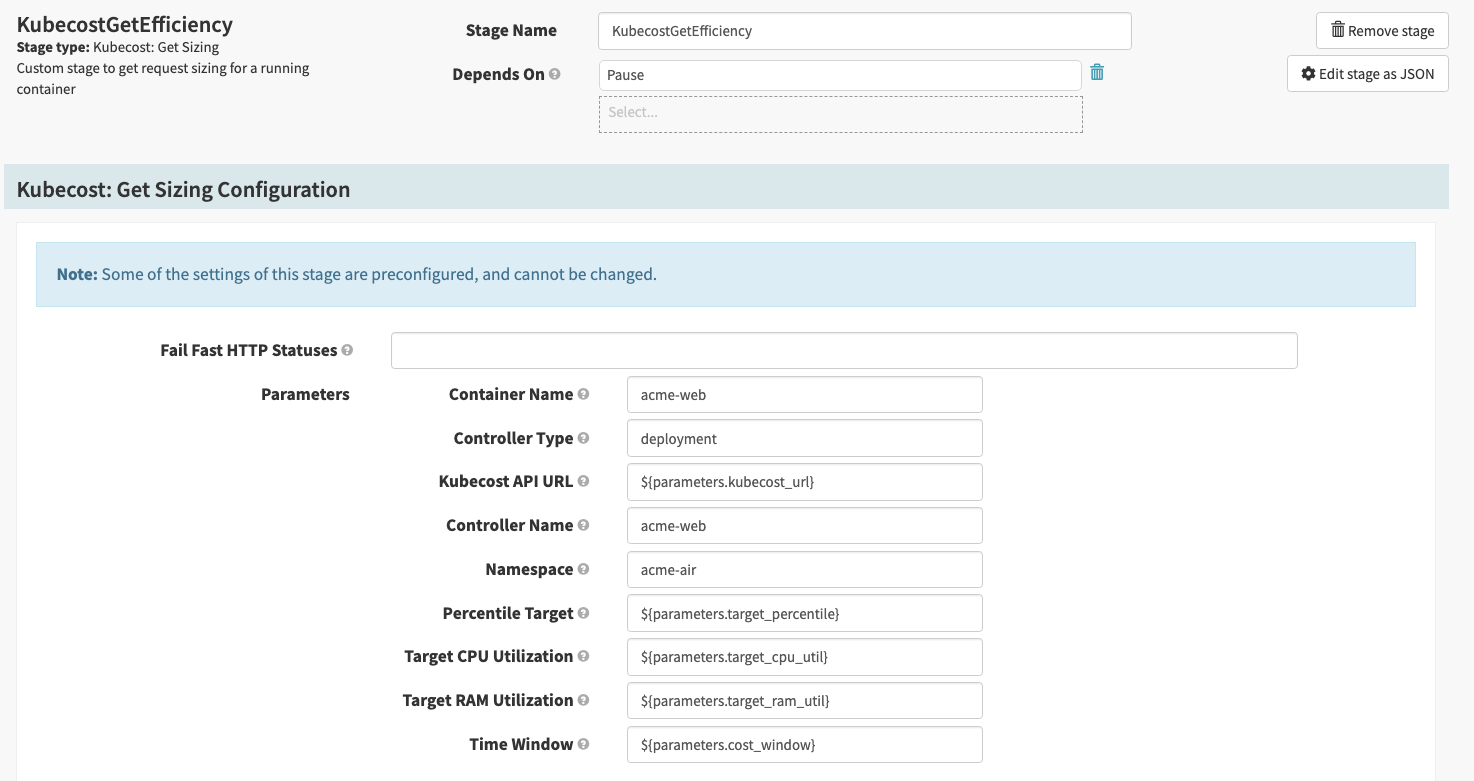 KubecostGetEfficiency
Stage type: Kubecost: Get Sizing
Custom stage to get request sizing for a running
container
Stage Name
KubecostGetEfficiency
Depends On
Pause
Select...
Remove stage
Edit stage as JSON
Kubecost: Get Sizing Configuration
Note: Some of the settings of this stage are preconfigured, and cannot be changed.
Fail Fast HTTP Statuses
Parameters
Container Name
acme-web
Controller Type
deployment
Kubecost API URL
${parameters.kubecost_url}
Controller Name
acme-web
Namespace
acme-air
Percentile Target
${parameters.target_percentile}
Target CPU Utilization
${parameters.target_cpu_util}
Target RAM Utilization
${parameters.target_ram_util}
Time Window
${parameters.cost_window}